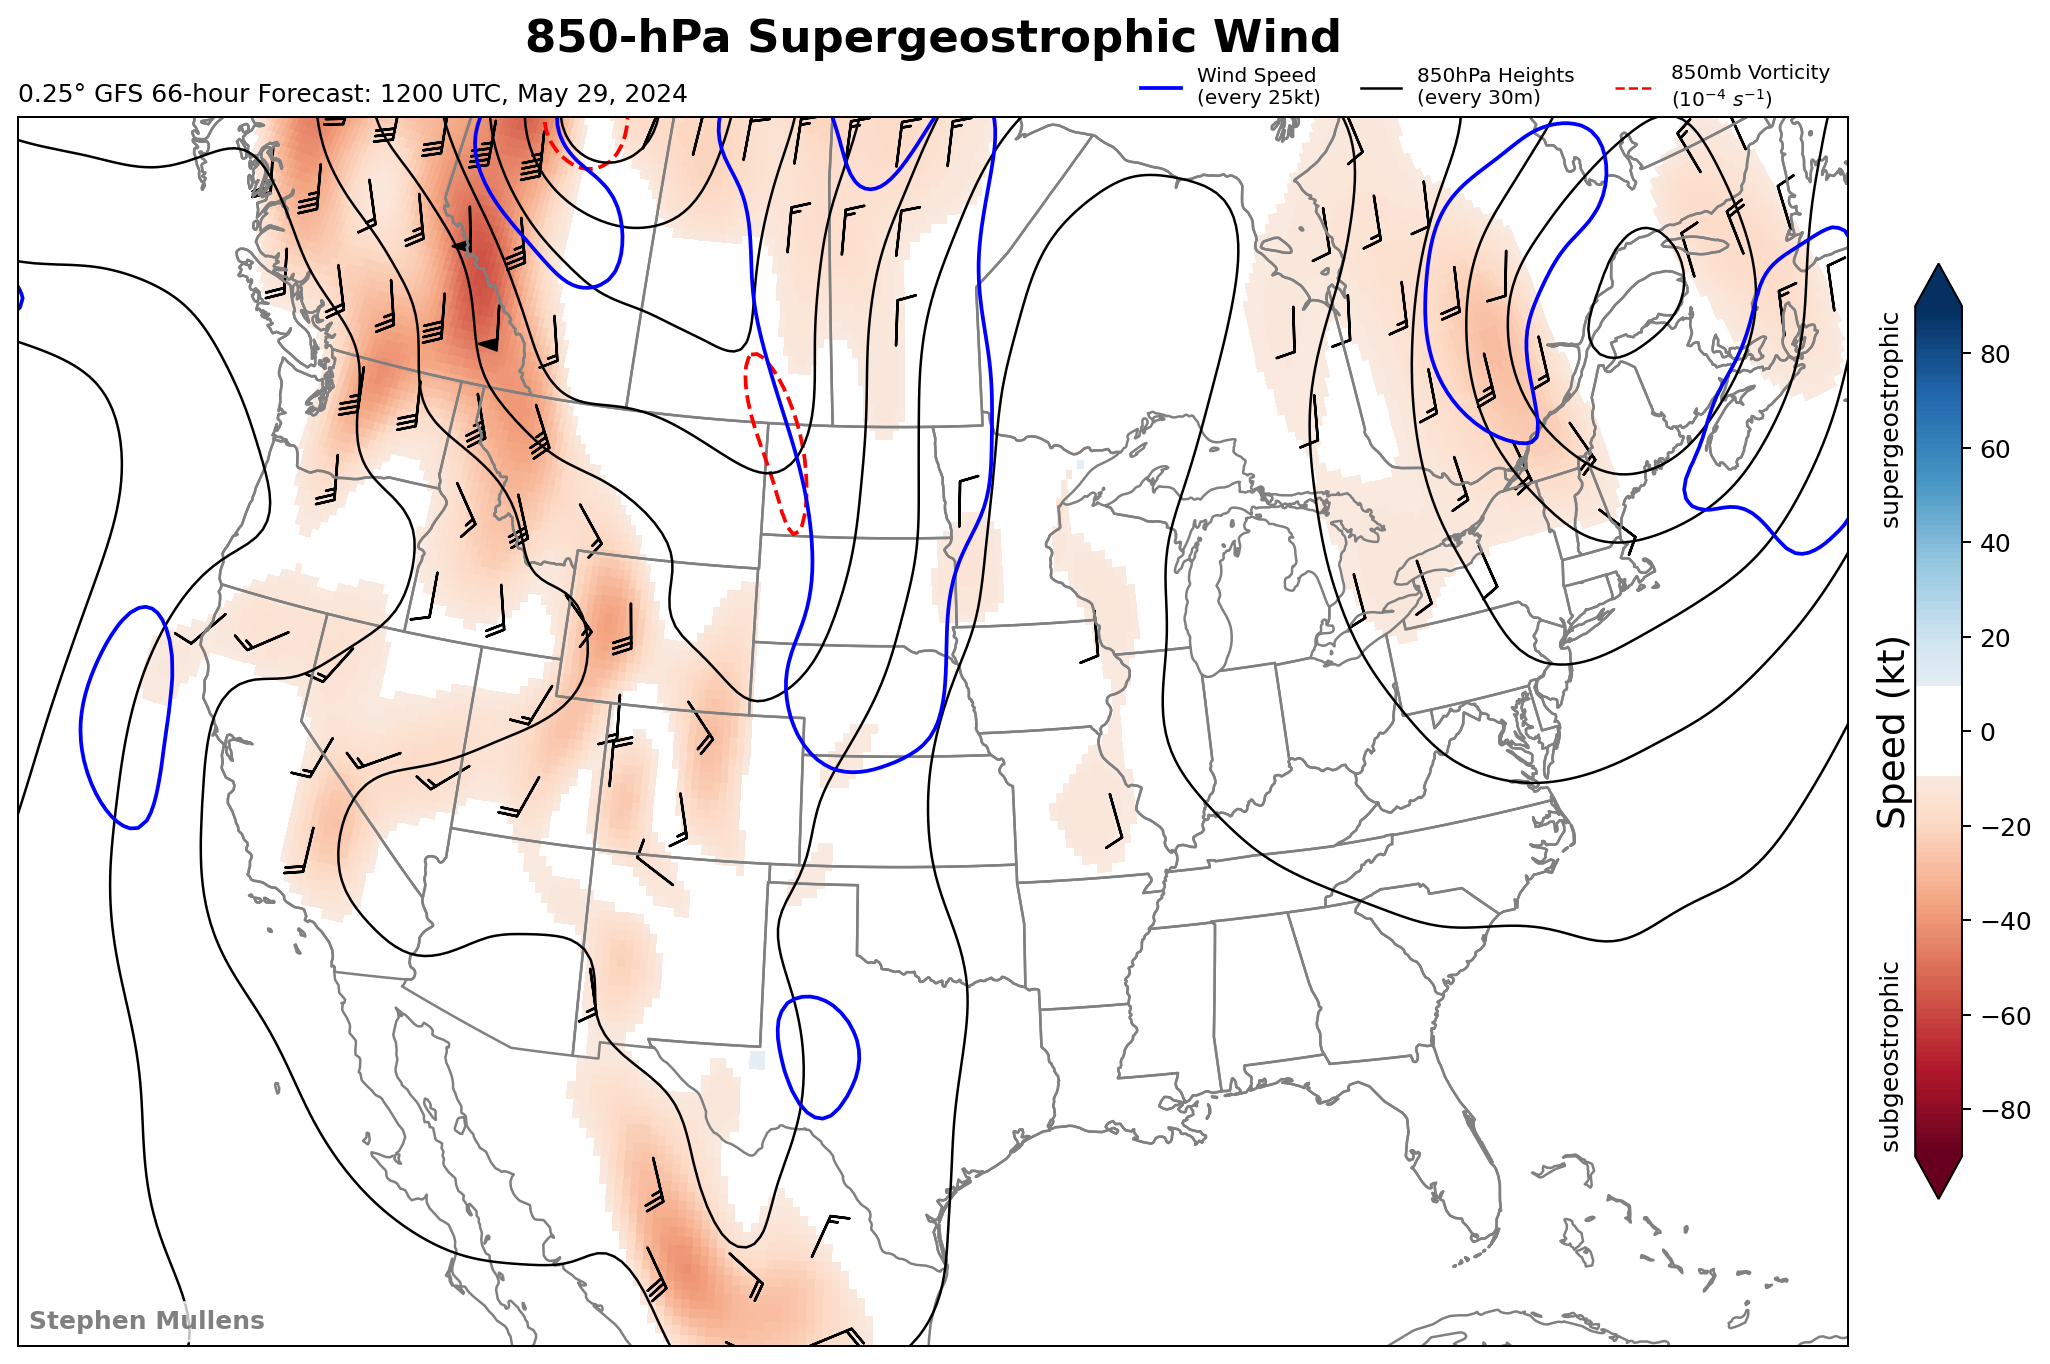 850-hPa Supergeostrophic Wind
0.25° GFS 66-hour Forecast: 1200 UTC, May 29, 2024
Wind Speed
(every 25kt)
850hPa Heights
(every 30m)
850mb Vorticity
(10⁻⁴ s⁻¹)
supergeostrophic
Speed (kt)
subgeostrophic
80
60
40
20
0
−20
−40
−60
−80
Stephen Mullens